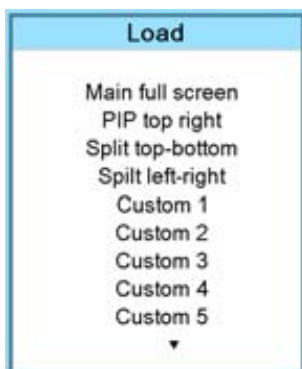 Load
Main full screen
PIP top right
Split top-bottom
Spilt left-right
Custom 1
Custom 2
Custom 3
Custom 4
Custom 5